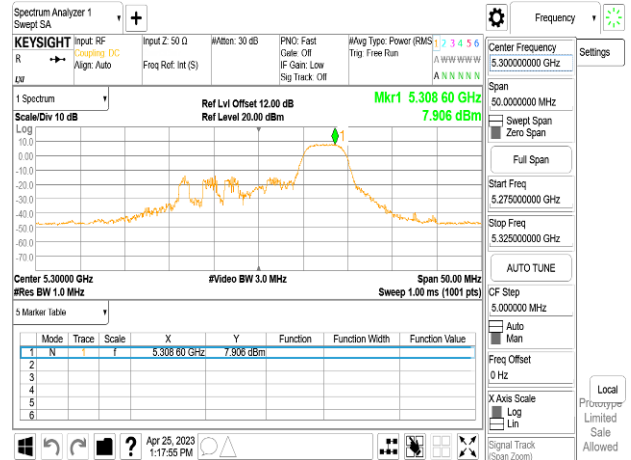 Spectrum Analyzer 1
Swept SA
Frequency
KEYSIGHT
R
Input: RF
Coupling: DC
Align: Auto
Input Z: 50 Ω
Freq Ref: Int (S)
#Atten: 30 dB
PNO: Fast
Gate: Off
IF Gain: Low
Sig Track: Off
#Avg Type: Power (RMS
Trig: Free Run
1 2 3 4 5 6
A W W W W W
A N N N N N
1 Spectrum
Scale/Div 10 dB
Ref Lvl Offset 12.00 dB
Ref Level 20.00 dBm
Mkr1 5.308 60 GHz
7.906 dBm
Log
1
10.0
0.00
-10.0
-20.0
-30.0
-40.0
-50.0
-60.0
-70.0
Center 5.30000 GHz
#Res BW 1.0 MHz
#Video BW 3.0 MHz
Span 50.00 MHz
Sweep 1.00 ms (1001 pts)
5 Marker Table
Mode Trace Scale X Y Function Function Width Function Value
1 N 1 f 5.308 60 GHz 7.906 dBm
2
3
4
5
6
Apr 25, 2023
1:17:55 PM
Center Frequency
5.300000000 GHz
Settings
Span
50.0000000 MHz
Swept Span
Zero Span
Full Span
Start Freq
5.275000000 GHz
Stop Freq
5.325000000 GHz
AUTO TUNE
CF Step
5.000000 MHz
Auto
Man
Freq Offset
0 Hz
X Axis Scale
Log
Lin
Signal Track
(Span Zoom)
Local
Prototype
Limited
Sale
Allowed